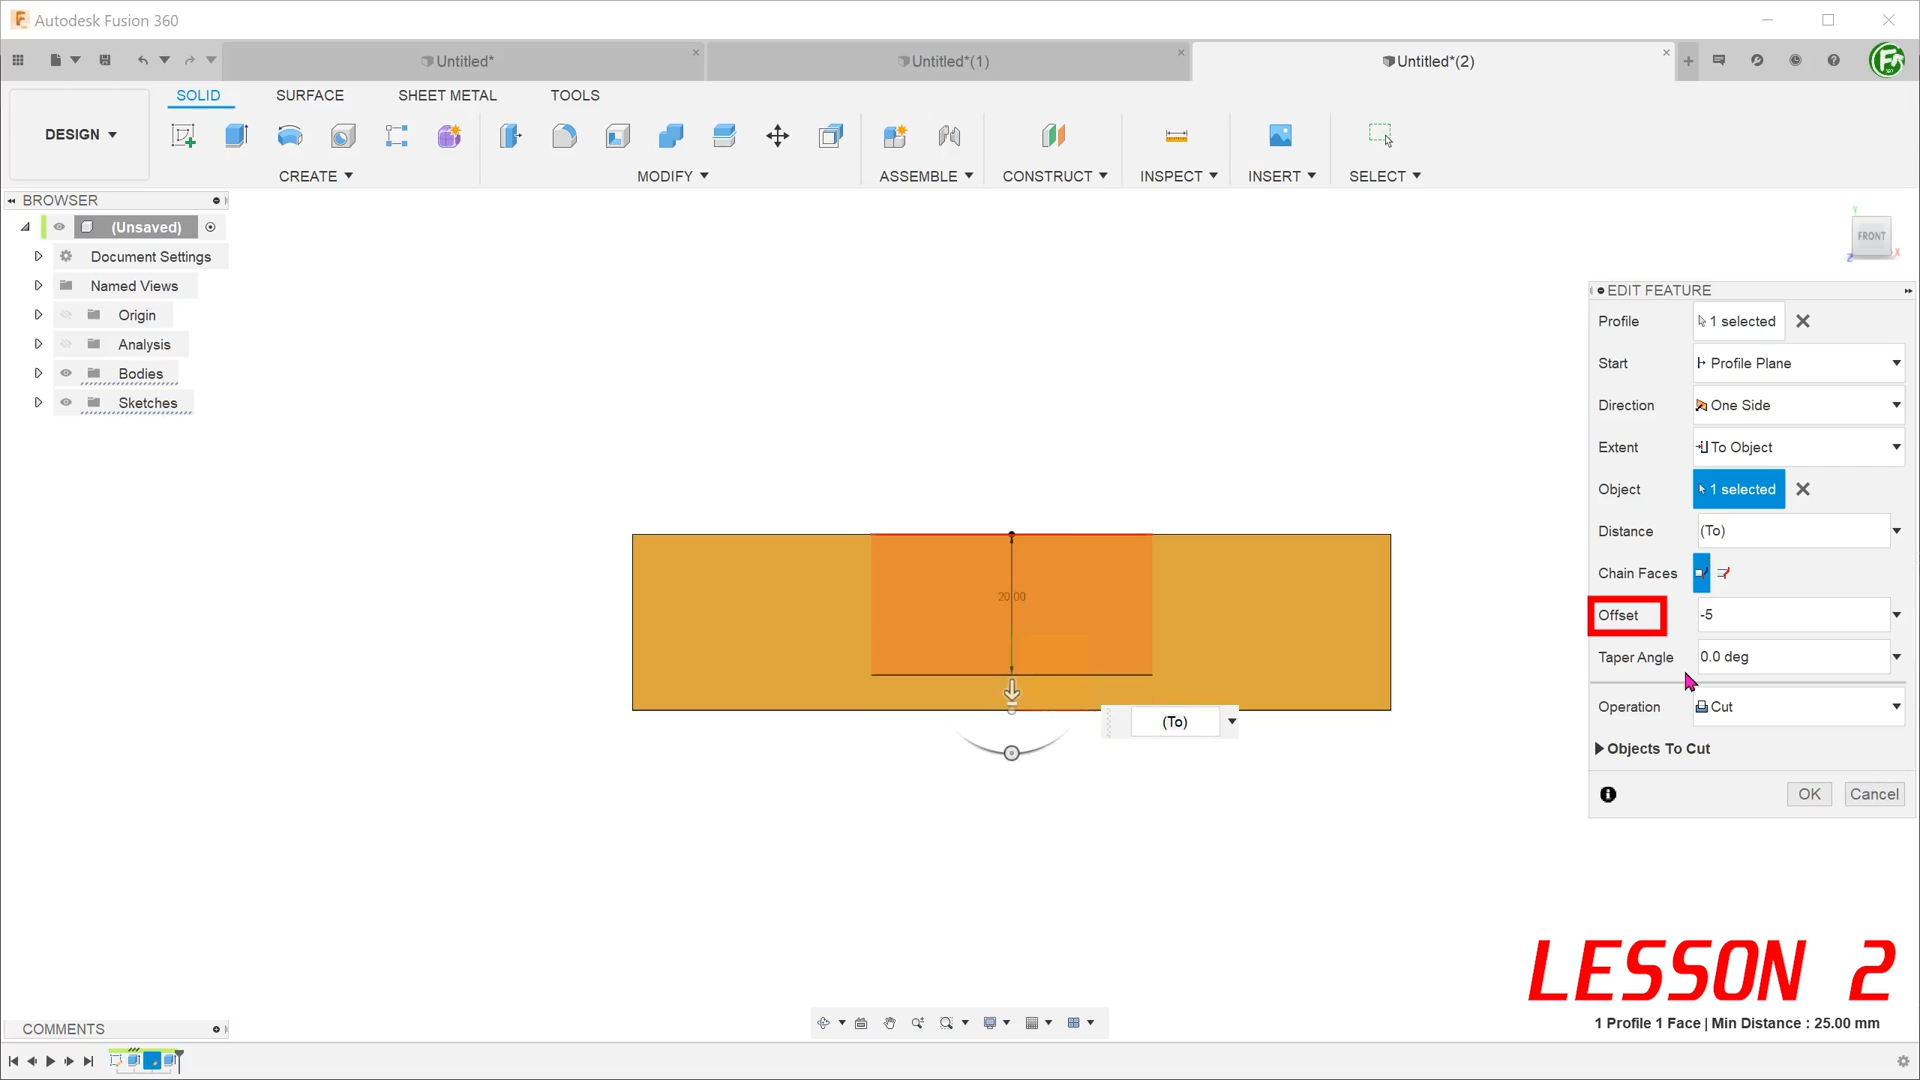 Autodesk Fusion 360
Untitled*
Untitled*(1)
Untitled*(2)
DESIGN
SOLID
SURFACE
SHEET METAL
TOOLS
CREATE
MODIFY
ASSEMBLE
CONSTRUCT
INSPECT
INSERT
SELECT
BROWSER
(Unsaved)
Document Settings
Named Views
Origin
Analysis
Bodies
Sketches
Y
FRONT
X
Z
EDIT FEATURE
Profile 1 selected
Start Profile Plane
Direction One Side
Extent To Object
Object 1 selected
Distance (To)
Chain Faces
Offset -5
Taper Angle 0.0 deg
Operation Cut
Objects To Cut
OK Cancel
20.00
(To)
LESSON 2
1 Profile 1 Face | Min Distance : 25.00 mm
COMMENTS